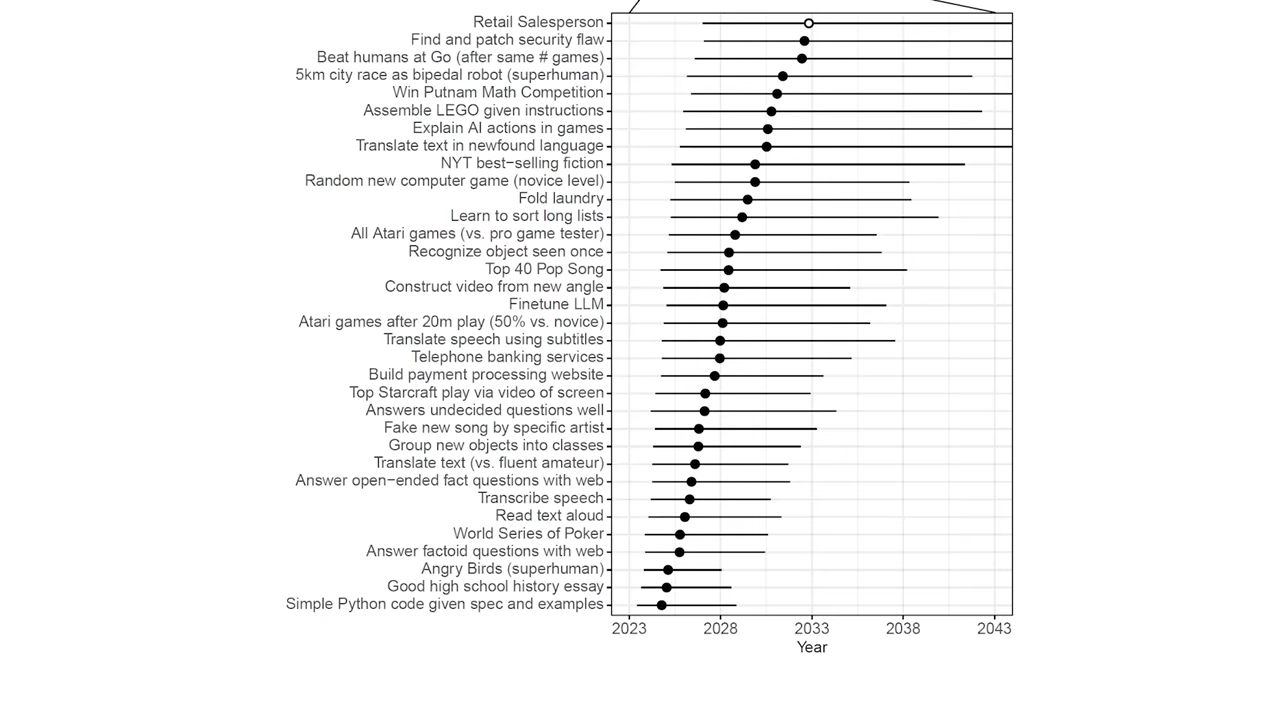 Retail Salesperson
Find and patch security flaw
Beat humans at Go (after same # games)
5km city race as bipedal robot (superhuman)
Win Putnam Math Competition
Assemble LEGO given instructions
Explain AI actions in games
Translate text in newfound language
NYT best−selling fiction
Random new computer game (novice level)
Fold laundry
Learn to sort long lists
All Atari games (vs. pro game tester)
Recognize object seen once
Top 40 Pop Song
Construct video from new angle
Finetune LLM
Atari games after 20m play (50% vs. novice)
Translate speech using subtitles
Telephone banking services
Build payment processing website
Top Starcraft play via video of screen
Answers undecided questions well
Fake new song by specific artist
Group new objects into classes
Translate text (vs. fluent amateur)
Answer open−ended fact questions with web
Transcribe speech
Read text aloud
World Series of Poker
Answer factoid questions with web
Angry Birds (superhuman)
Good high school history essay
Simple Python code given spec and examples
2023 2028 2033 2038 2043
Year